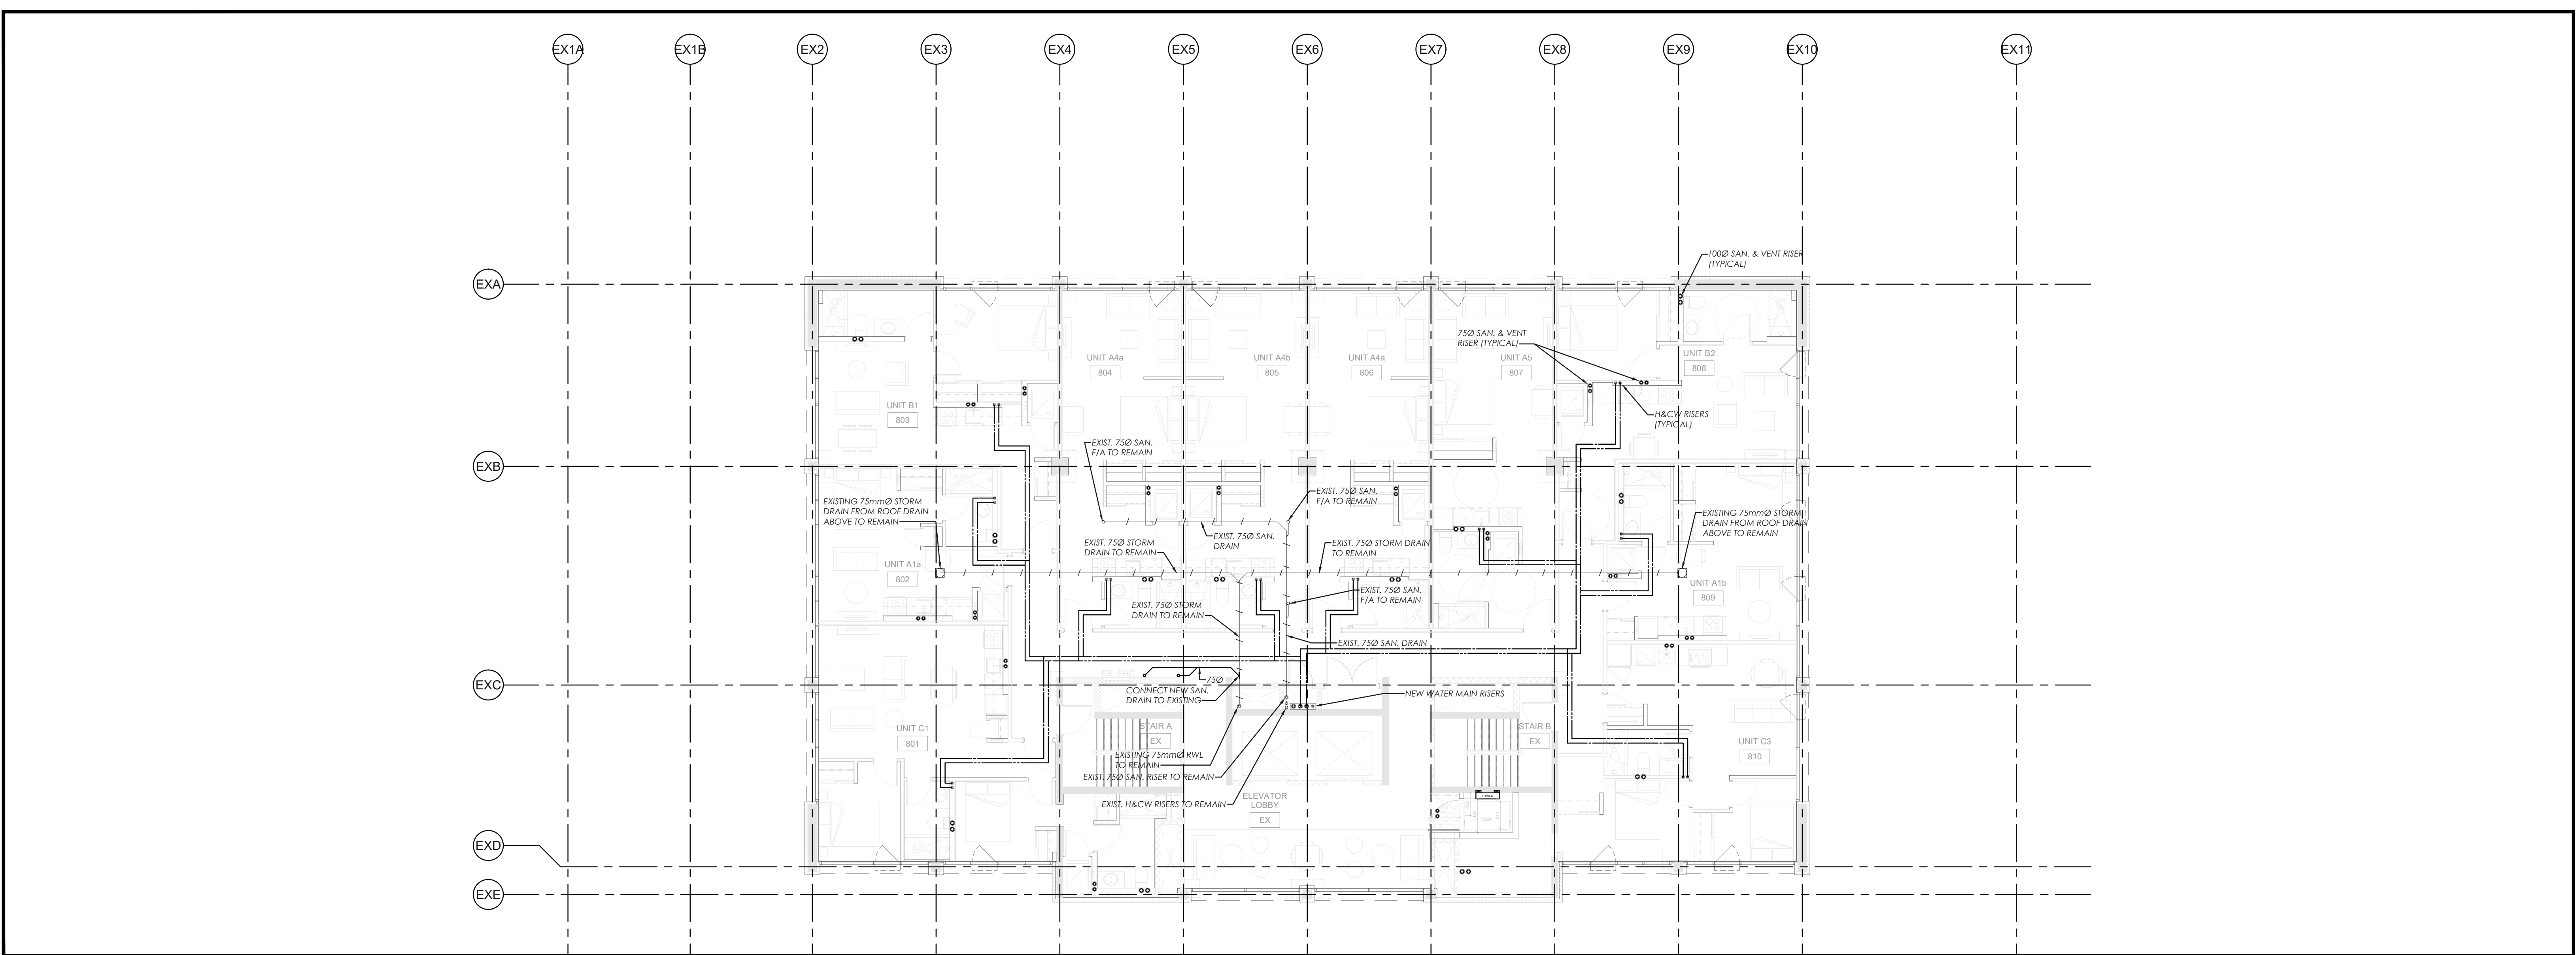 EX1A
EX1B
EX2
EX3
EX4
EX5
EX6
EX7
EX8
EX9
EX10
EX11
EXA
EXB
EXC
EXD
EXE
100Ø SAN. & VENT RISER
(TYPICAL)
75Ø SAN. & VENT
RISER (TYPICAL)
UNIT A4a
804
UNIT A4b
805
UNIT A4a
806
UNIT A5
807
UNIT B2
808
UNIT B1
803
H&CW RISERS
(TYPICAL)
EXIST. 75Ø SAN.
F/A TO REMAIN
EXISTING 75mmØ STORM
DRAIN FROM ROOF DRAIN
ABOVE TO REMAIN
EXIST. 75Ø SAN.
F/A TO REMAIN
EXISTING 75mmØ STORM
DRAIN FROM ROOF DRAIN
ABOVE TO REMAIN
EXIST. 75Ø SAN.
DRAIN
EXIST. 75Ø STORM
DRAIN TO REMAIN
EXIST. 75Ø STORM DRAIN
TO REMAIN
UNIT A1a
802
UNIT A1b
809
EXIST. 75Ø SAN.
F/A TO REMAIN
EXIST. 75Ø STORM
DRAIN TO REMAIN
EXIST. 75Ø SAN. DRAIN
EX. FHC
75Ø
CONNECT NEW SAN.
DRAIN TO EXISTING
NEW WATER MAIN RISERS
UNIT C1
801
STAIR A
EX
STAIR B
EX
UNIT C3
810
EXISTING 75mmØ RWL
TO REMAIN
EXIST. 75Ø SAN. RISER TO REMAIN
EXIST. H&CW RISERS TO REMAIN
ELEVATOR
LOBBY
EX